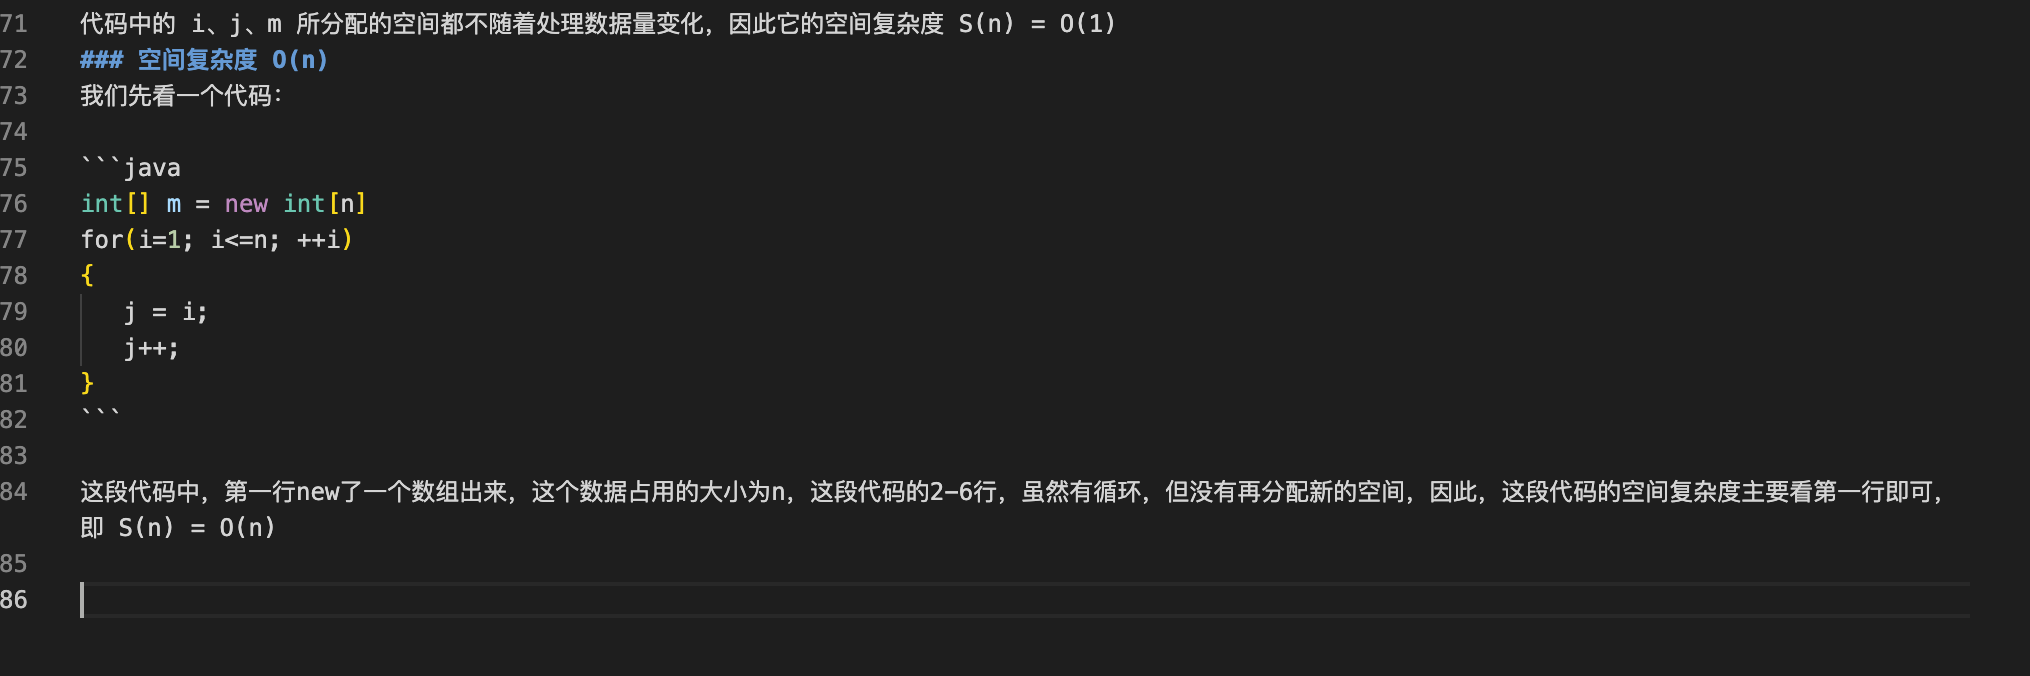 71 代码中的 i、j、m 所分配的空间都不随着处理数据量变化，因此它的空间复杂度 S(n) = O(1)
72 ### 空间复杂度 O(n)
73 我们先看一个代码：
74
75 ```java
76 int[] m = new int[n]
77 for(i=1; i<=n; ++i)
78 {
79    j = i;
80    j++;
81 }
82 ```
83
84 这段代码中，第一行new了一个数组出来，这个数据占用的大小为n，这段代码的2-6行，虽然有循环，但没有再分配新的空间，因此，这段代码的空间复杂度主要看第一行即可，
即 S(n) = O(n)
85
86